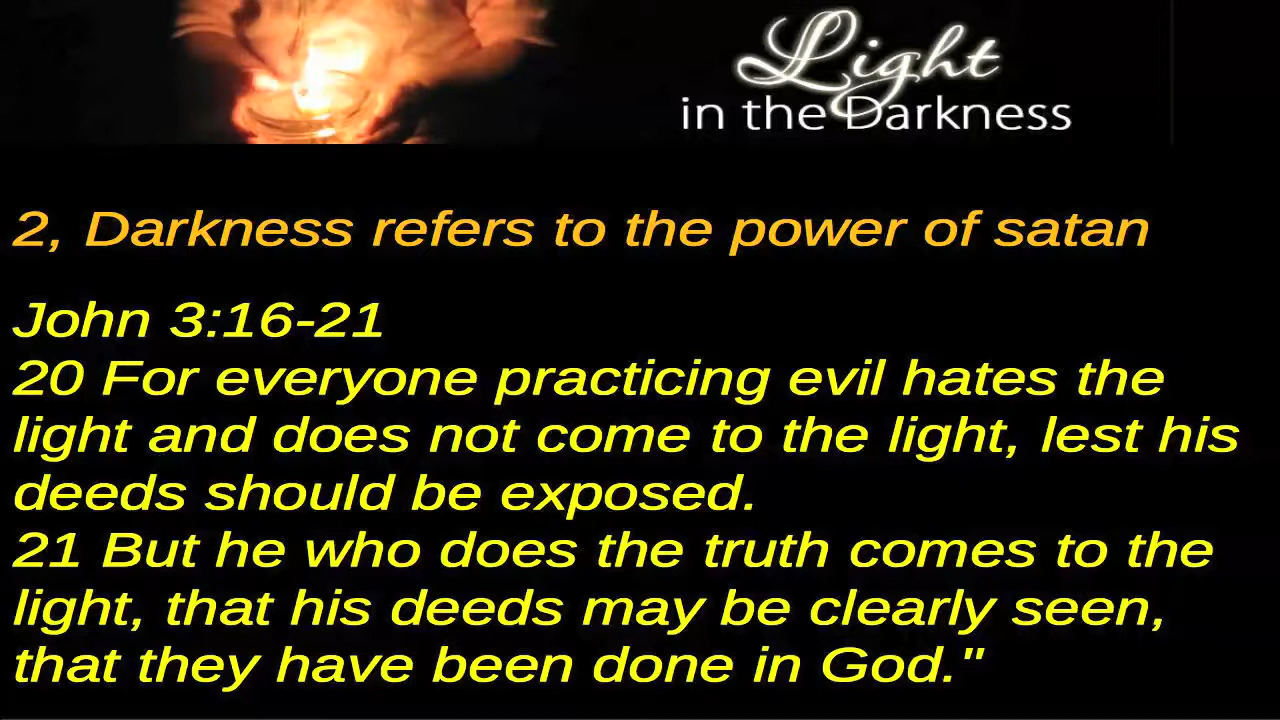 Light
in the Darkness
2, Darkness refers to the power of satan
John 3:16-21
20 For everyone practicing evil hates the
light and does not come to the light, lest his
deeds should be exposed.
21 But he who does the truth comes to the
light, that his deeds may be clearly seen,
that they have been done in God."